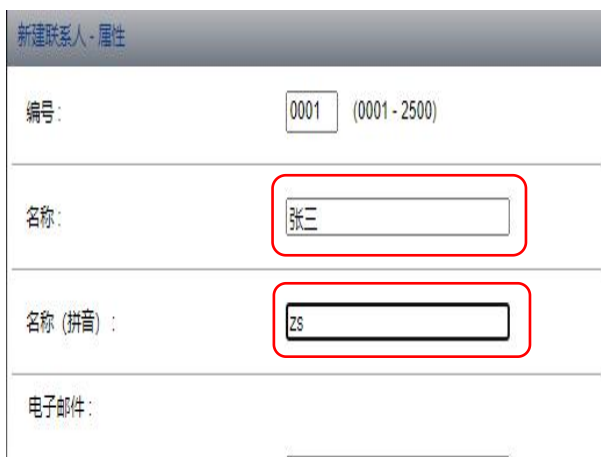 新建联系人 - 属性
编号: 0001 (0001 - 2500)
名称: 张三
名称 (拼音) : zs
电子邮件: